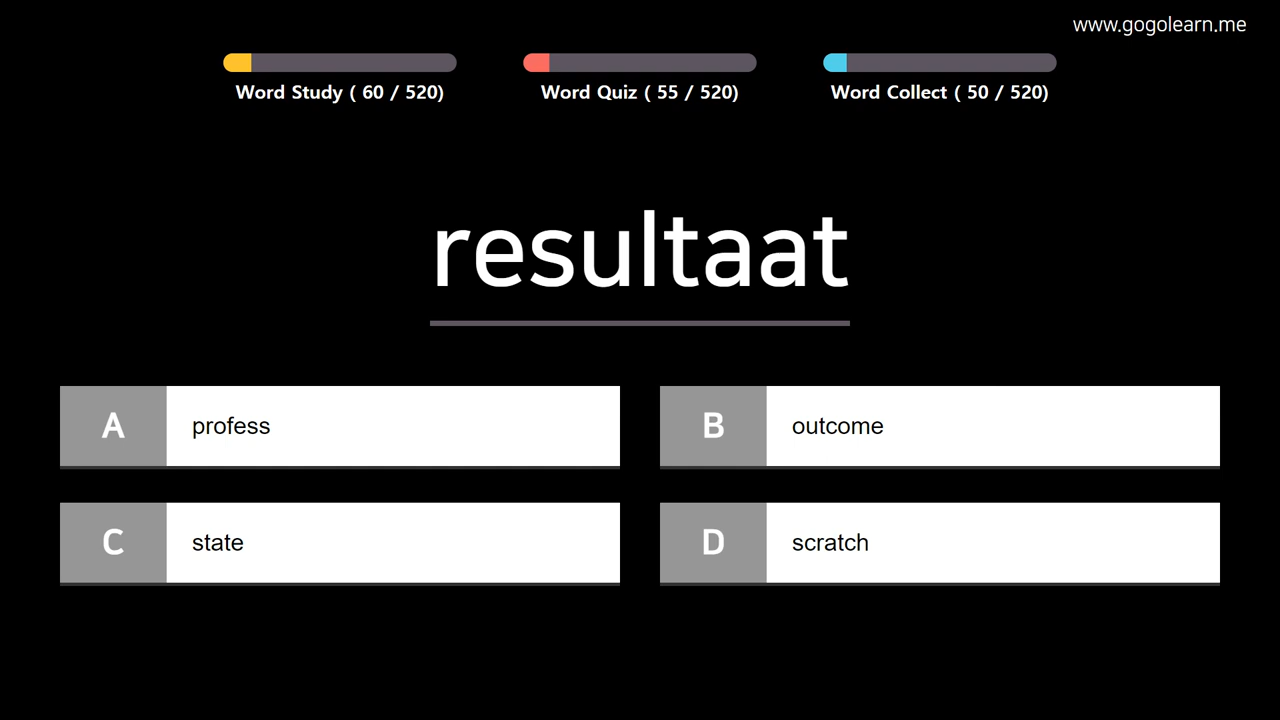 www.gogolearn.me
Word Study ( 60 / 520)
Word Quiz ( 55 / 520)
Word Collect ( 50 / 520)
resultaat
A profess
B outcome
C state
D scratch